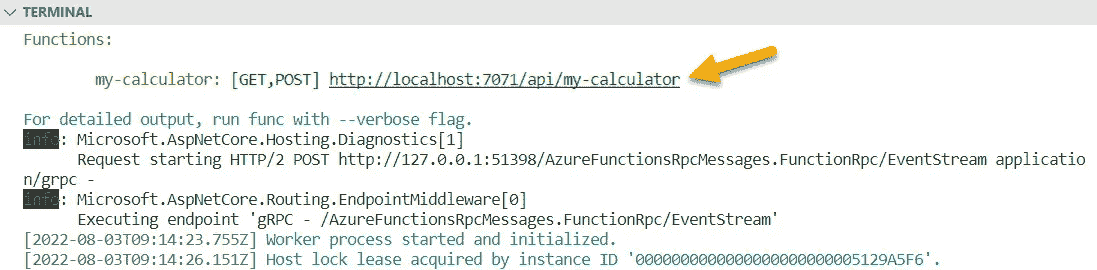 TERMINAL
Functions:
my-calculator: [GET,POST] http://localhost:7071/api/my-calculator
For detailed output, run func with --verbose flag.
info: Microsoft.AspNetCore.Hosting.Diagnostics[1]
Request starting HTTP/2 POST http://127.0.0.1:51398/AzureFunctionsRpcMessages.FunctionRpc/EventStream applicatio
n/grpc -
info: Microsoft.AspNetCore.Routing.EndpointMiddleware[0]
Executing endpoint 'gRPC - /AzureFunctionsRpcMessages.FunctionRpc/EventStream'
[2022-08-03T09:14:23.755Z] Worker process started and initialized.
[2022-08-03T09:14:26.151Z] Host lock lease acquired by instance ID '0000000000000000000000005129A5F6'.